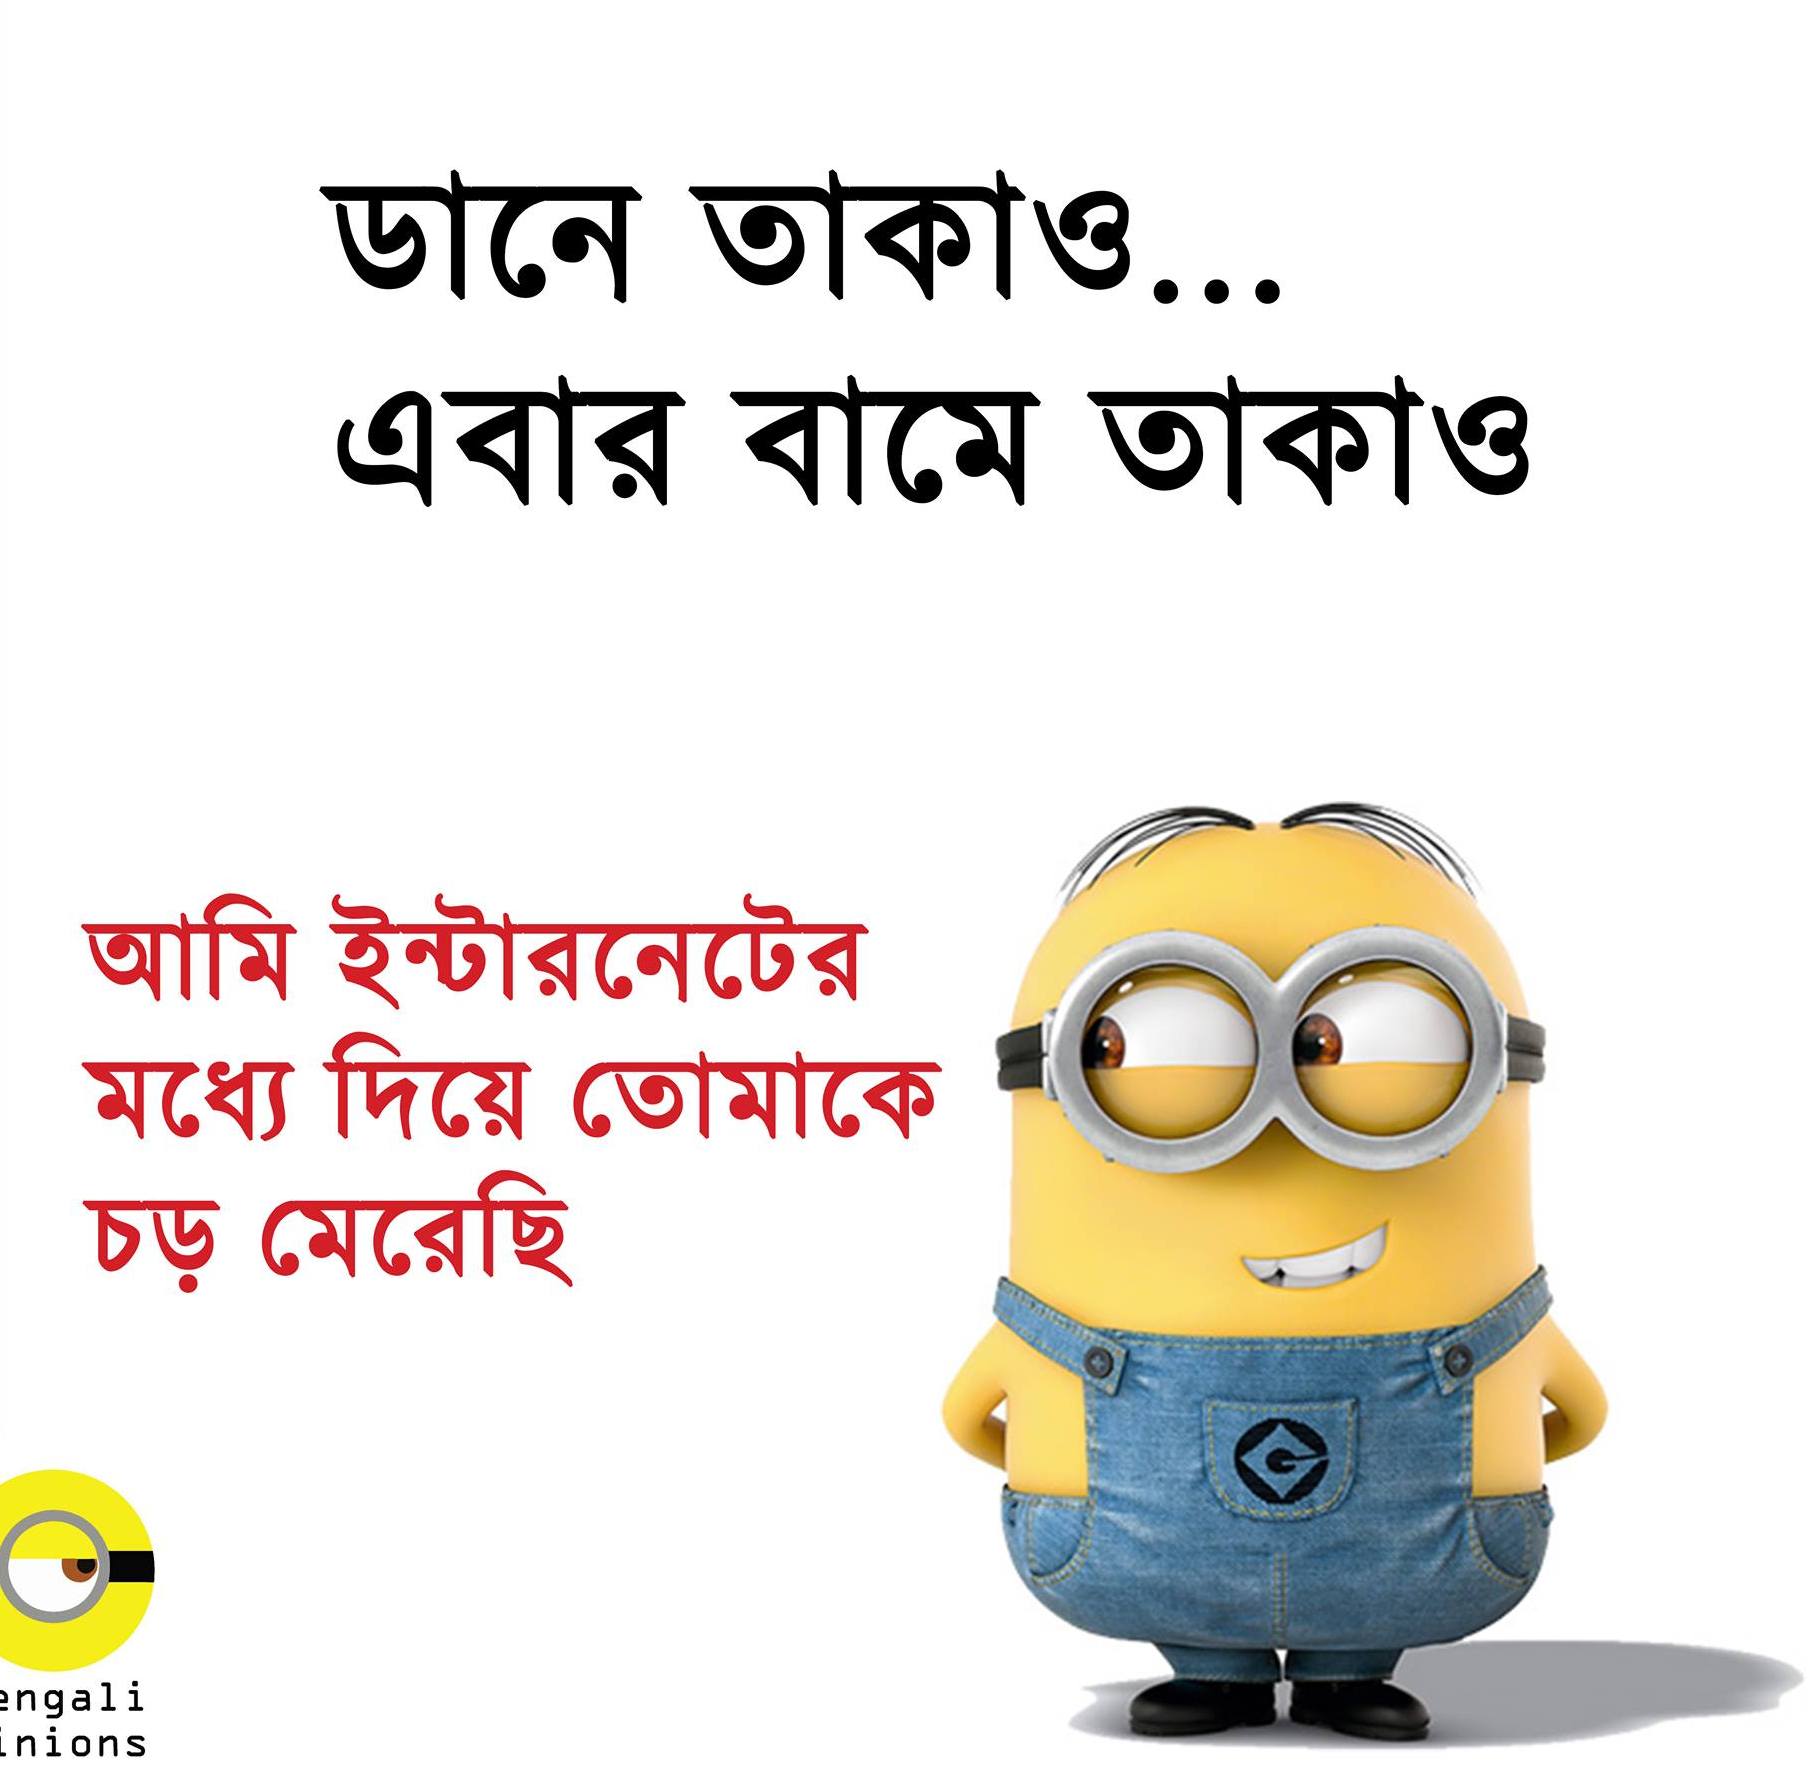 ডানে তাকাও...
এবার বামে তাকাও
আমি ইন্টারনেটের
মধ্যে দিয়ে তোমাকে
চড় মেরেছি
engali
inions